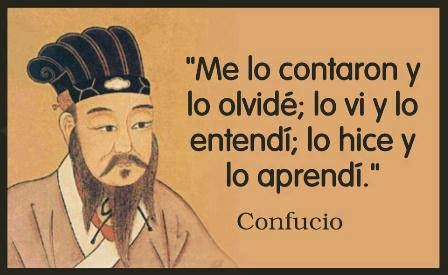 "Me lo contaron y
lo olvidé; lo vi y lo
entendí; lo hice y
lo aprendí."
Confucio